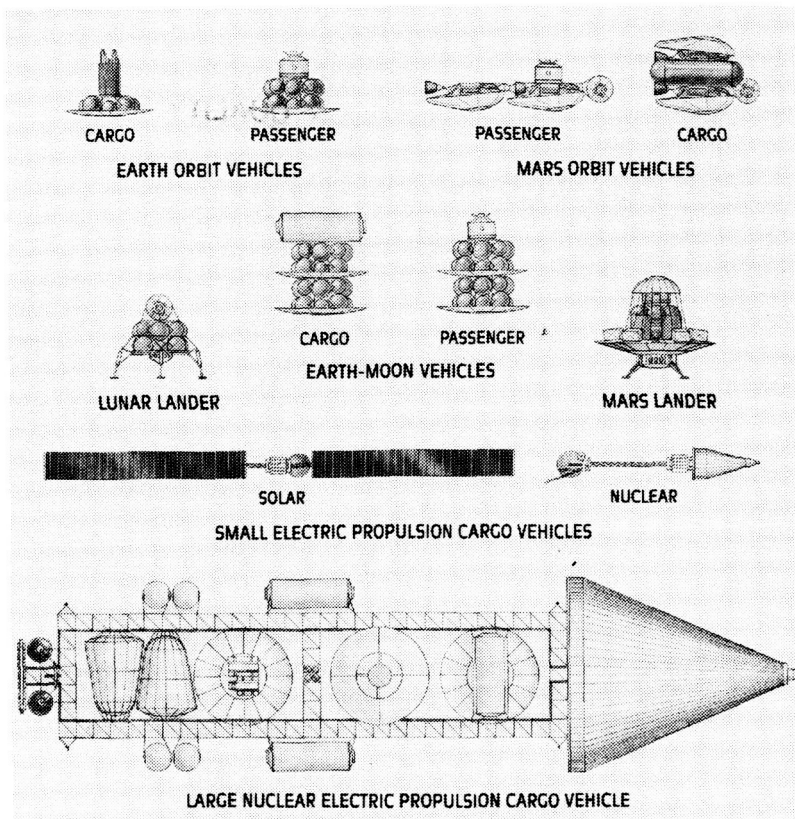 CARGO PASSENGER PASSENGER CARGO
EARTH ORBIT VEHICLES MARS ORBIT VEHICLES
CARGO PASSENGER
EARTH-MOON VEHICLES
LUNAR LANDER MARS LANDER
SOLAR NUCLEAR
SMALL ELECTRIC PROPULSION CARGO VEHICLES
LARGE NUCLEAR ELECTRIC PROPULSION CARGO VEHICLE